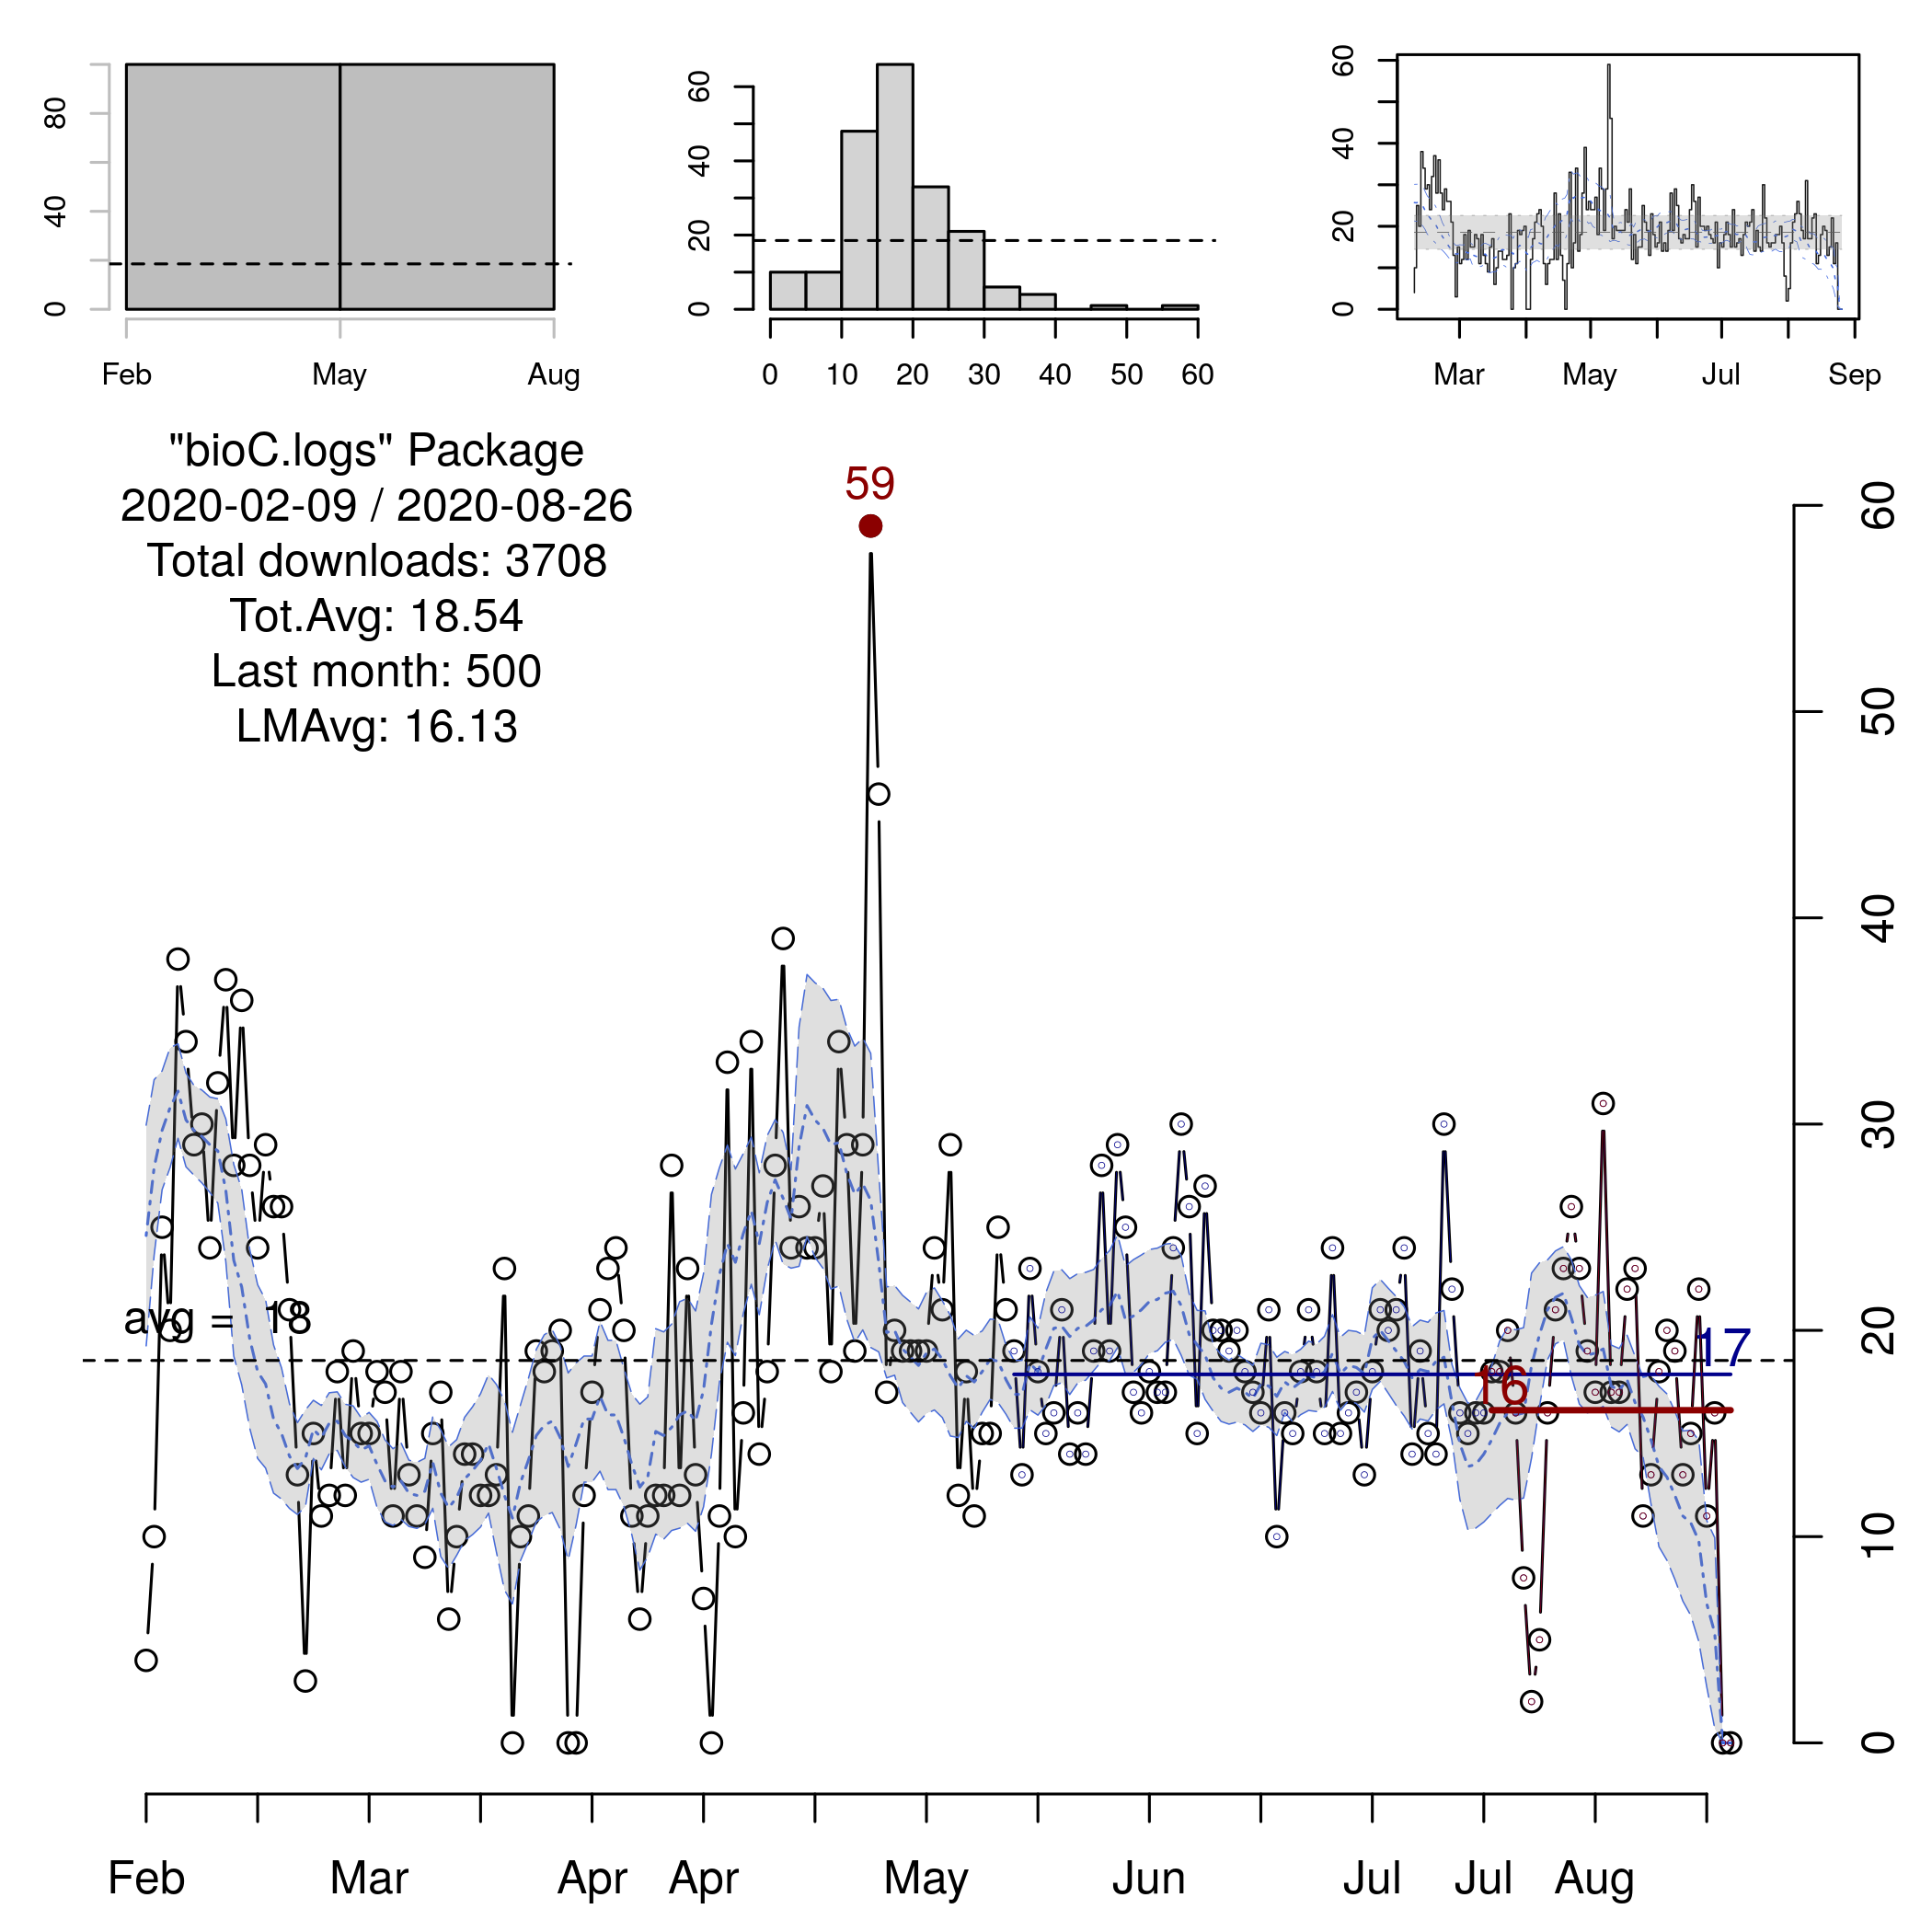 80
40
0
Feb May Aug
60
40
20
0
0 10 20 30 40 50 60
60
40
20
0
Mar May Jul Sep
"bioC.logs" Package
2020-02-09 / 2020-08-26
Total downloads: 3708
Tot.Avg: 18.54
Last month: 500
LMAvg: 16.13
59
avg = 18
17
16
60
50
40
30
20
10
0
Feb Mar Apr Apr May Jun Jul Jul Aug